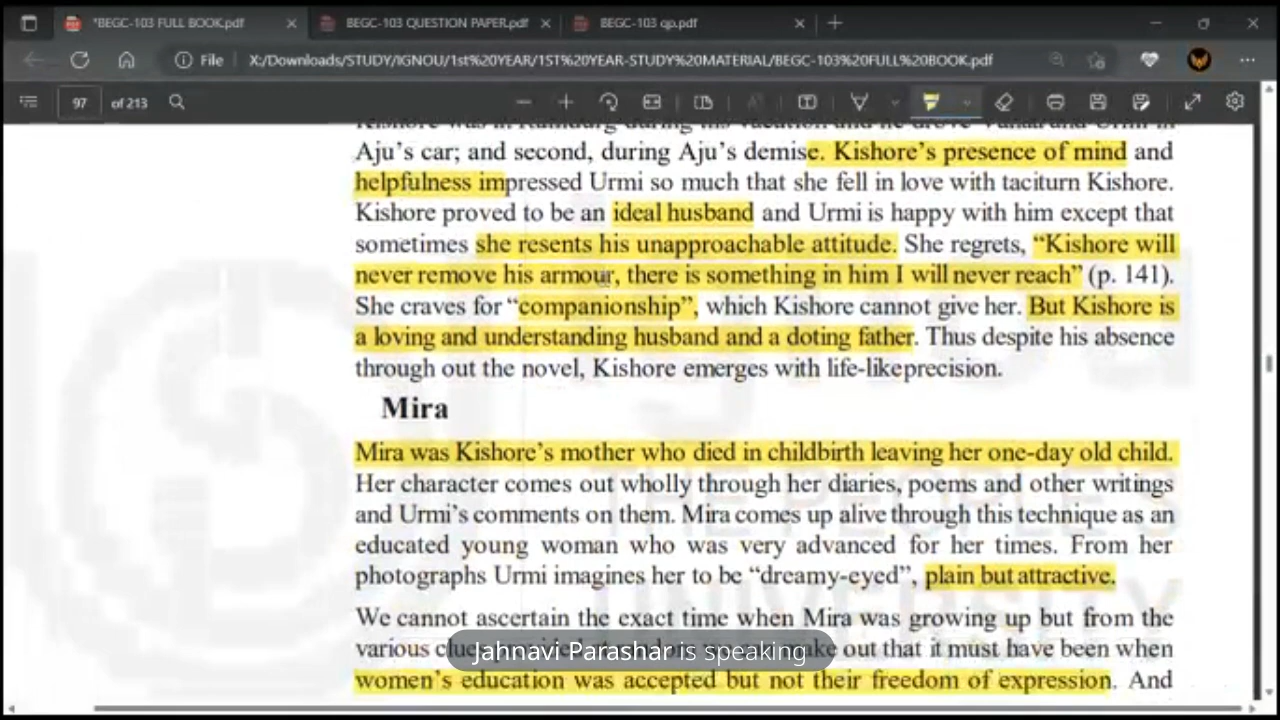 *BEGC-103 FULL BOOK.pdf
BEGC-103 QUESTION PAPER.pdf
BEGC-103 qp.pdf
File
X:/Downloads/STUDY/IGNOU/1st%20YEAR/1ST%20YEAR-STUDY%20MATERIAL/BEGC-103%20FULL%20BOOK.pdf
97 of 213
Aju's car; and second, during Aju's demise. Kishore's presence of mind and
helpfulness impressed Urmi so much that she fell in love with taciturn Kishore.
Kishore proved to be an ideal husband and Urmi is happy with him except that
sometimes she resents his unapproachable attitude. She regrets, “Kishore will
never remove his armour, there is something in him I will never reach” (p. 141).
She craves for “companionship”, which Kishore cannot give her. But Kishore is
a loving and understanding husband and a doting father. Thus despite his absence
through out the novel, Kishore emerges with life-likeprecision.
Mira
Mira was Kishore's mother who died in childbirth leaving her one-day old child.
Her character comes out wholly through her diaries, poems and other writings
and Urmi's comments on them. Mira comes up alive through this technique as an
educated young woman who was very advanced for her times. From her
photographs Urmi imagines her to be “dreamy-eyed”, plain but attractive.
We cannot ascertain the exact time when Mira was growing up but from the
various out that it must have been when
Jahnavi Parashar is speaking
women's education was accepted but not their freedom of expression. And
THE PEOPLE'S
UNIVERSITY